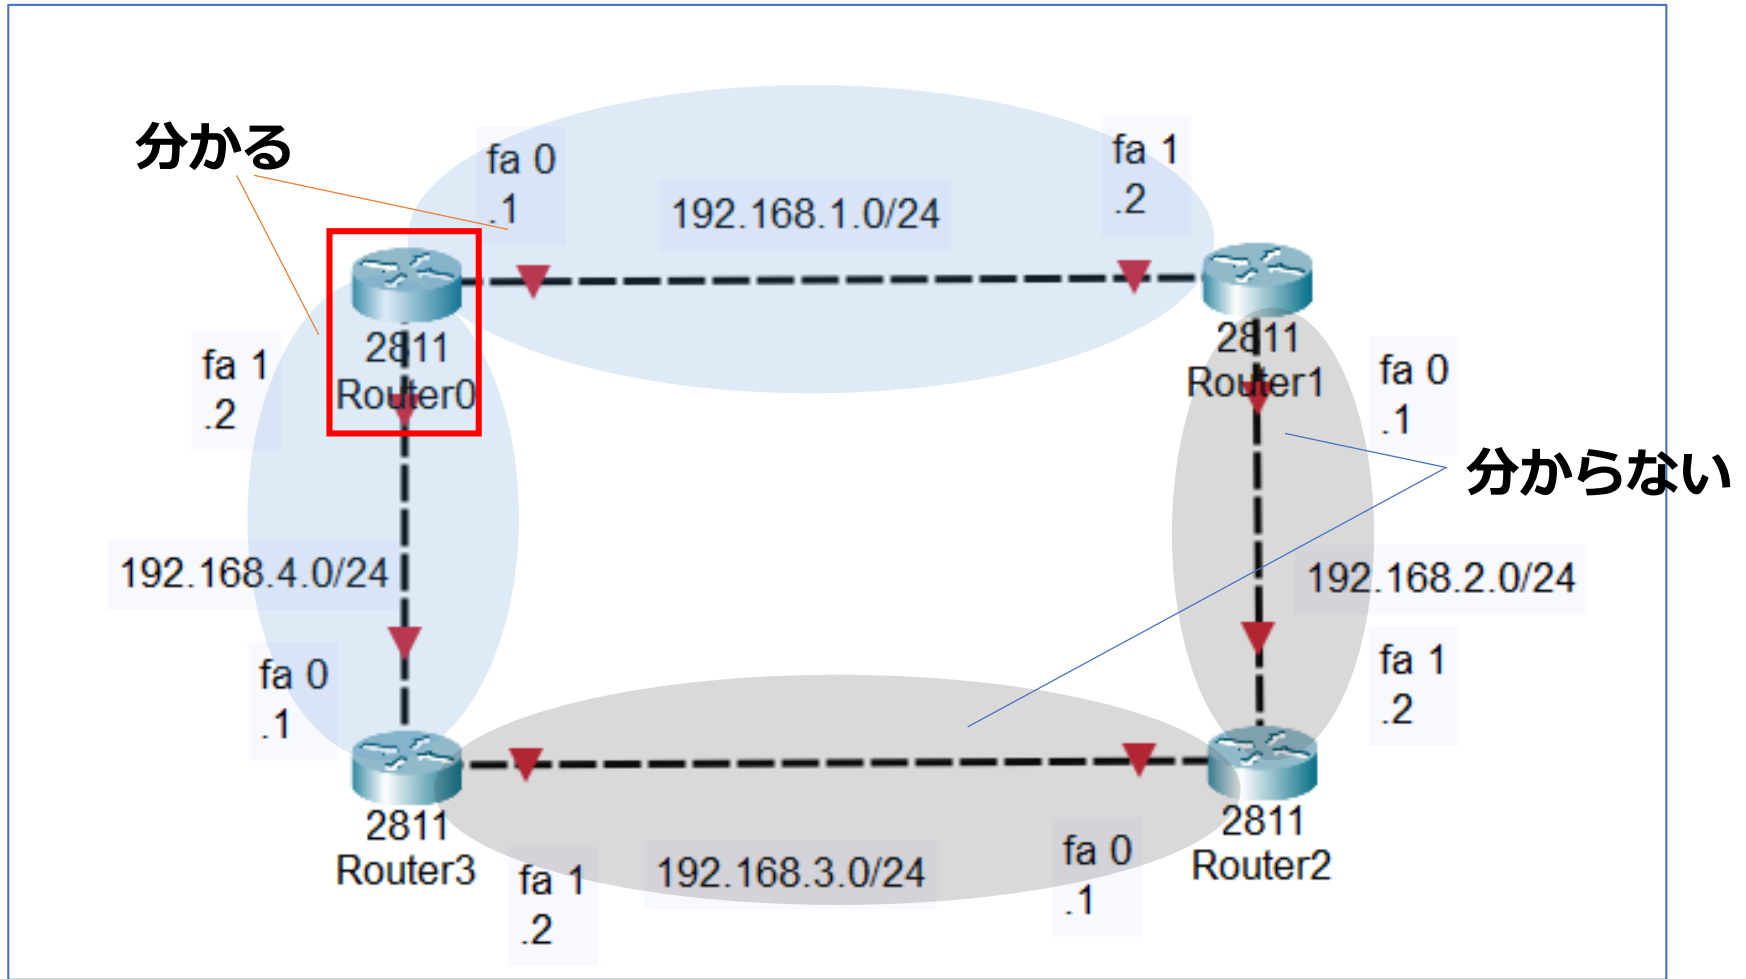 分かる
fa 0
.1
192.168.1.0/24
fa 1
.2
2811
Router0
2811
Router1
fa 1
.2
fa 0
.1
分からない
192.168.4.0/24
192.168.2.0/24
fa 0
.1
fa 1
.2
2811
Router3
fa 1
.2
192.168.3.0/24
fa 0
.1
2811
Router2